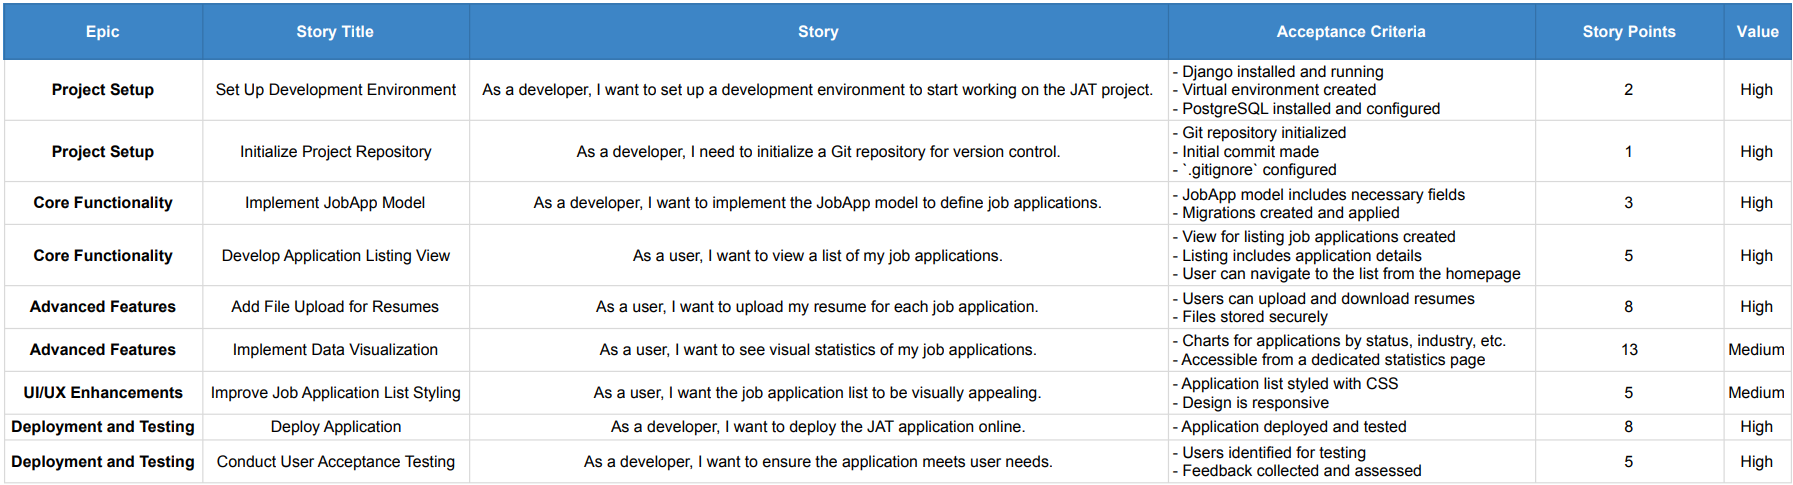 Epic Story Title Story Acceptance Criteria Story Points Value
Project Setup Set Up Development Environment As a developer, I want to set up a development environment to start working on the JAT project. - Django installed and running
- Virtual environment created
- PostgreSQL installed and configured 2 High
Project Setup Initialize Project Repository As a developer, I need to initialize a Git repository for version control. - Git repository initialized
- Initial commit made
- `.gitignore` configured 1 High
Core Functionality Implement JobApp Model As a developer, I want to implement the JobApp model to define job applications. - JobApp model includes necessary fields
- Migrations created and applied 3 High
Core Functionality Develop Application Listing View As a user, I want to view a list of my job applications. - View for listing job applications created
- Listing includes application details
- User can navigate to the list from the homepage 5 High
Advanced Features Add File Upload for Resumes As a user, I want to upload my resume for each job application. - Users can upload and download resumes
- Files stored securely 8 High
Advanced Features Implement Data Visualization As a user, I want to see visual statistics of my job applications. - Charts for applications by status, industry, etc.
- Accessible from a dedicated statistics page 13 Medium
UI/UX Enhancements Improve Job Application List Styling As a user, I want the job application list to be visually appealing. - Application list styled with CSS
- Design is responsive 5 Medium
Deployment and Testing Deploy Application As a developer, I want to deploy the JAT application online. - Application deployed and tested 8 High
Deployment and Testing Conduct User Acceptance Testing As a developer, I want to ensure the application meets user needs. - Users identified for testing
- Feedback collected and assessed 5 High